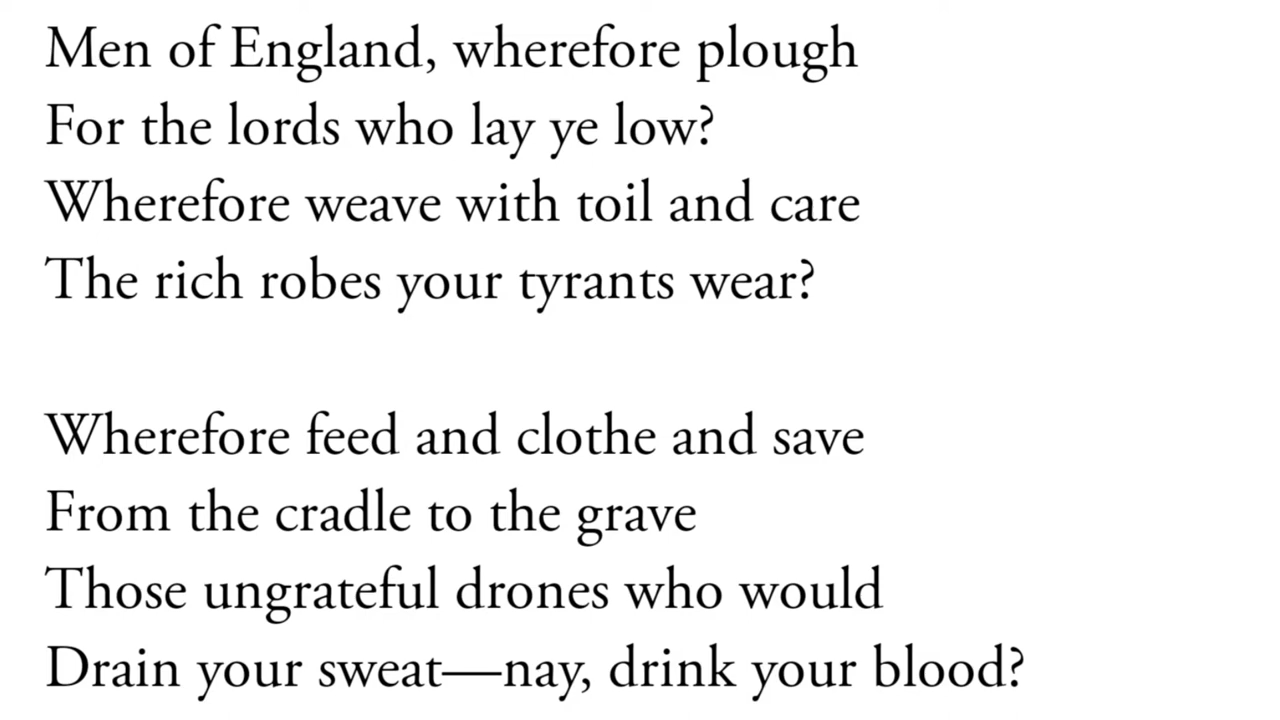 Men of England, wherefore plough
For the lords who lay ye low?
Wherefore weave with toil and care
The rich robes your tyrants wear?

Wherefore feed and clothe and save
From the cradle to the grave
Those ungrateful drones who would
Drain your sweat—nay, drink your blood?